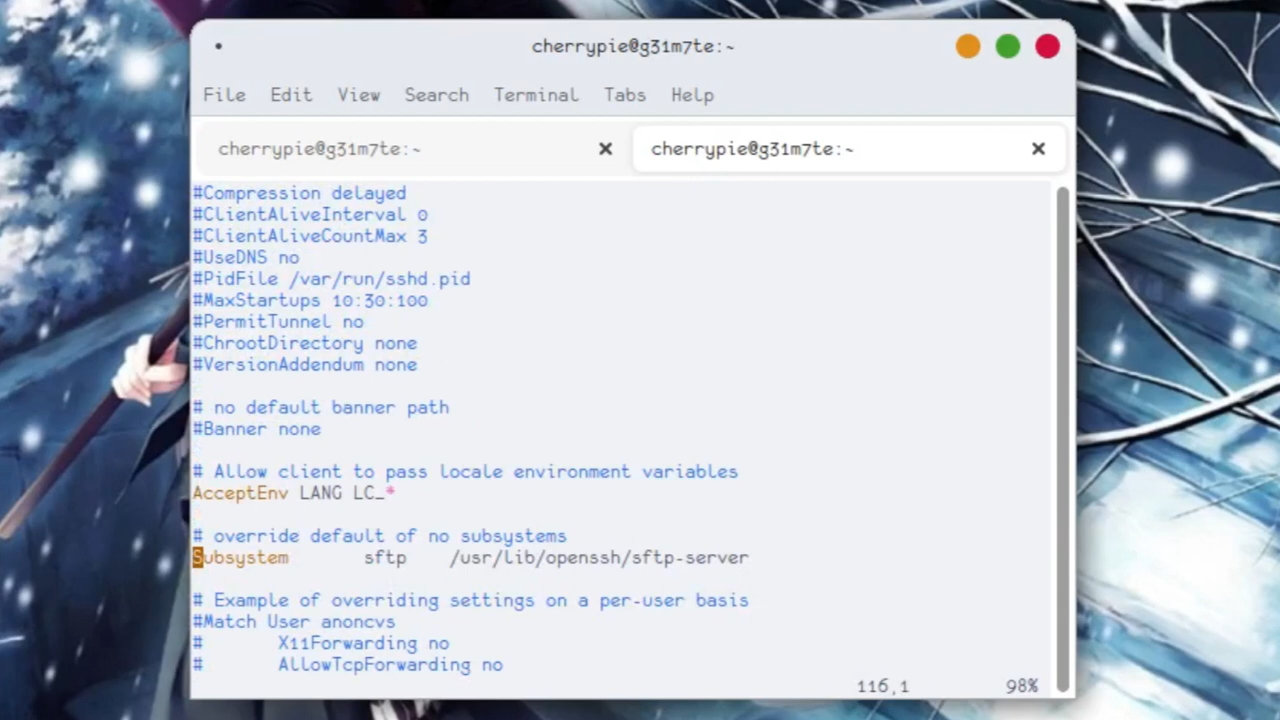 cherrypie@g31m7te:~
File Edit View Search Terminal Tabs Help
cherrypie@g31m7te:~ × cherrypie@g31m7te:~ ×
#Compression delayed
#ClientAliveInterval 0
#ClientAliveCountMax 3
#UseDNS no
#PidFile /var/run/sshd.pid
#MaxStartups 10:30:100
#PermitTunnel no
#ChrootDirectory none
#VersionAddendum none
# no default banner path
#Banner none
# Allow client to pass locale environment variables
AcceptEnv LANG LC_*
# override default of no subsystems
Subsystem sftp /usr/lib/openssh/sftp-server
# Example of overriding settings on a per-user basis
#Match User anoncvs
# X11Forwarding no
# AllowTcpForwarding no
116,1 98%